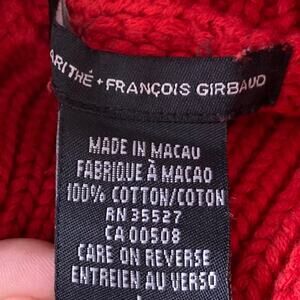 ARITHÉ + FRANÇOIS GIRBAUD
MADE IN MACAU
FABRIQUE À MACAO
100% COTTON/COTON
RN 35527
CA 00508
CARE ON REVERSE
ENTREIEN AU VERSO